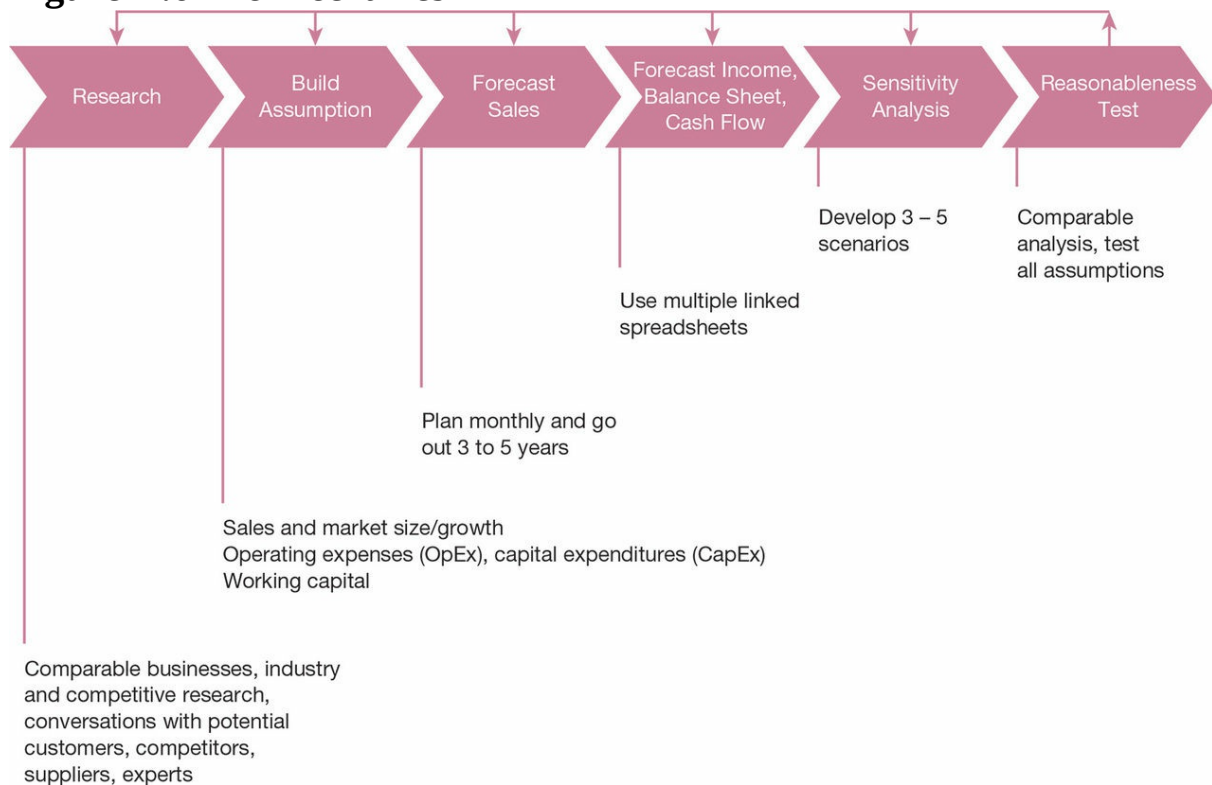 Research
Build
Assumption
Forecast
Sales
Forecast Income,
Balance Sheet,
Cash Flow
Sensitivity
Analysis
Reasonableness
Test
Develop 3 – 5
scenarios
Comparable
analysis, test
all assumptions
Use multiple linked
spreadsheets
Plan monthly and go
out 3 to 5 years
Sales and market size/growth
Operating expenses (OpEx), capital expenditures (CapEx)
Working capital
Comparable businesses, industry
and competitive research,
conversations with potential
customers, competitors,
suppliers, experts